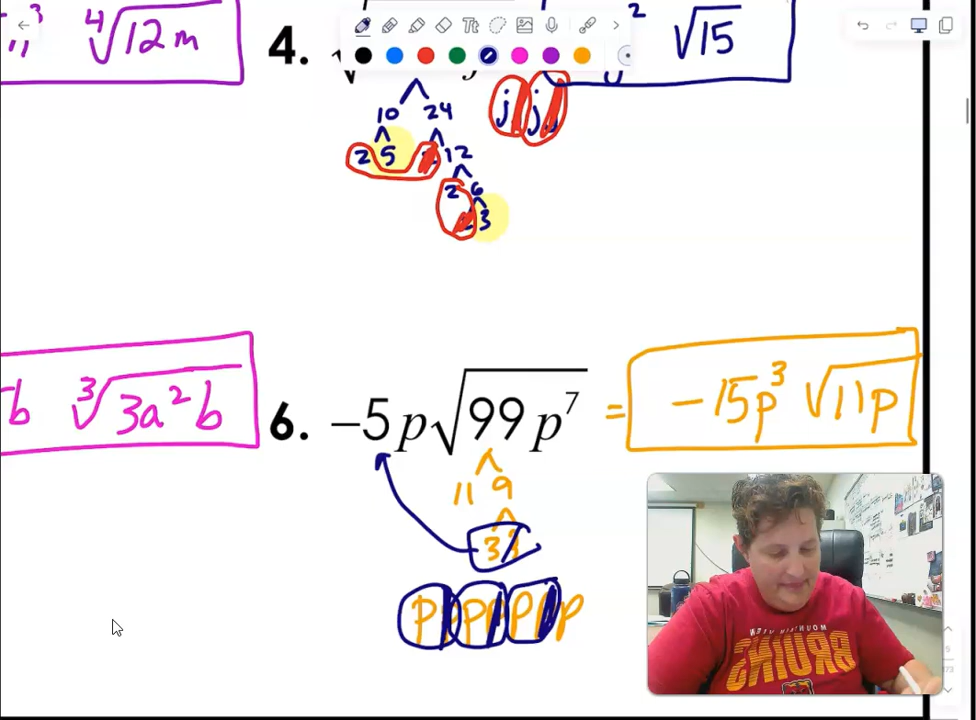 4.
∜12m
√15
10 24
2 5 12
2 6
3
j j
b ∛3a²b
6. −5p√99p⁷ = −15p³ √11p
11 9
3 3
p p p p p p p
BRUINS